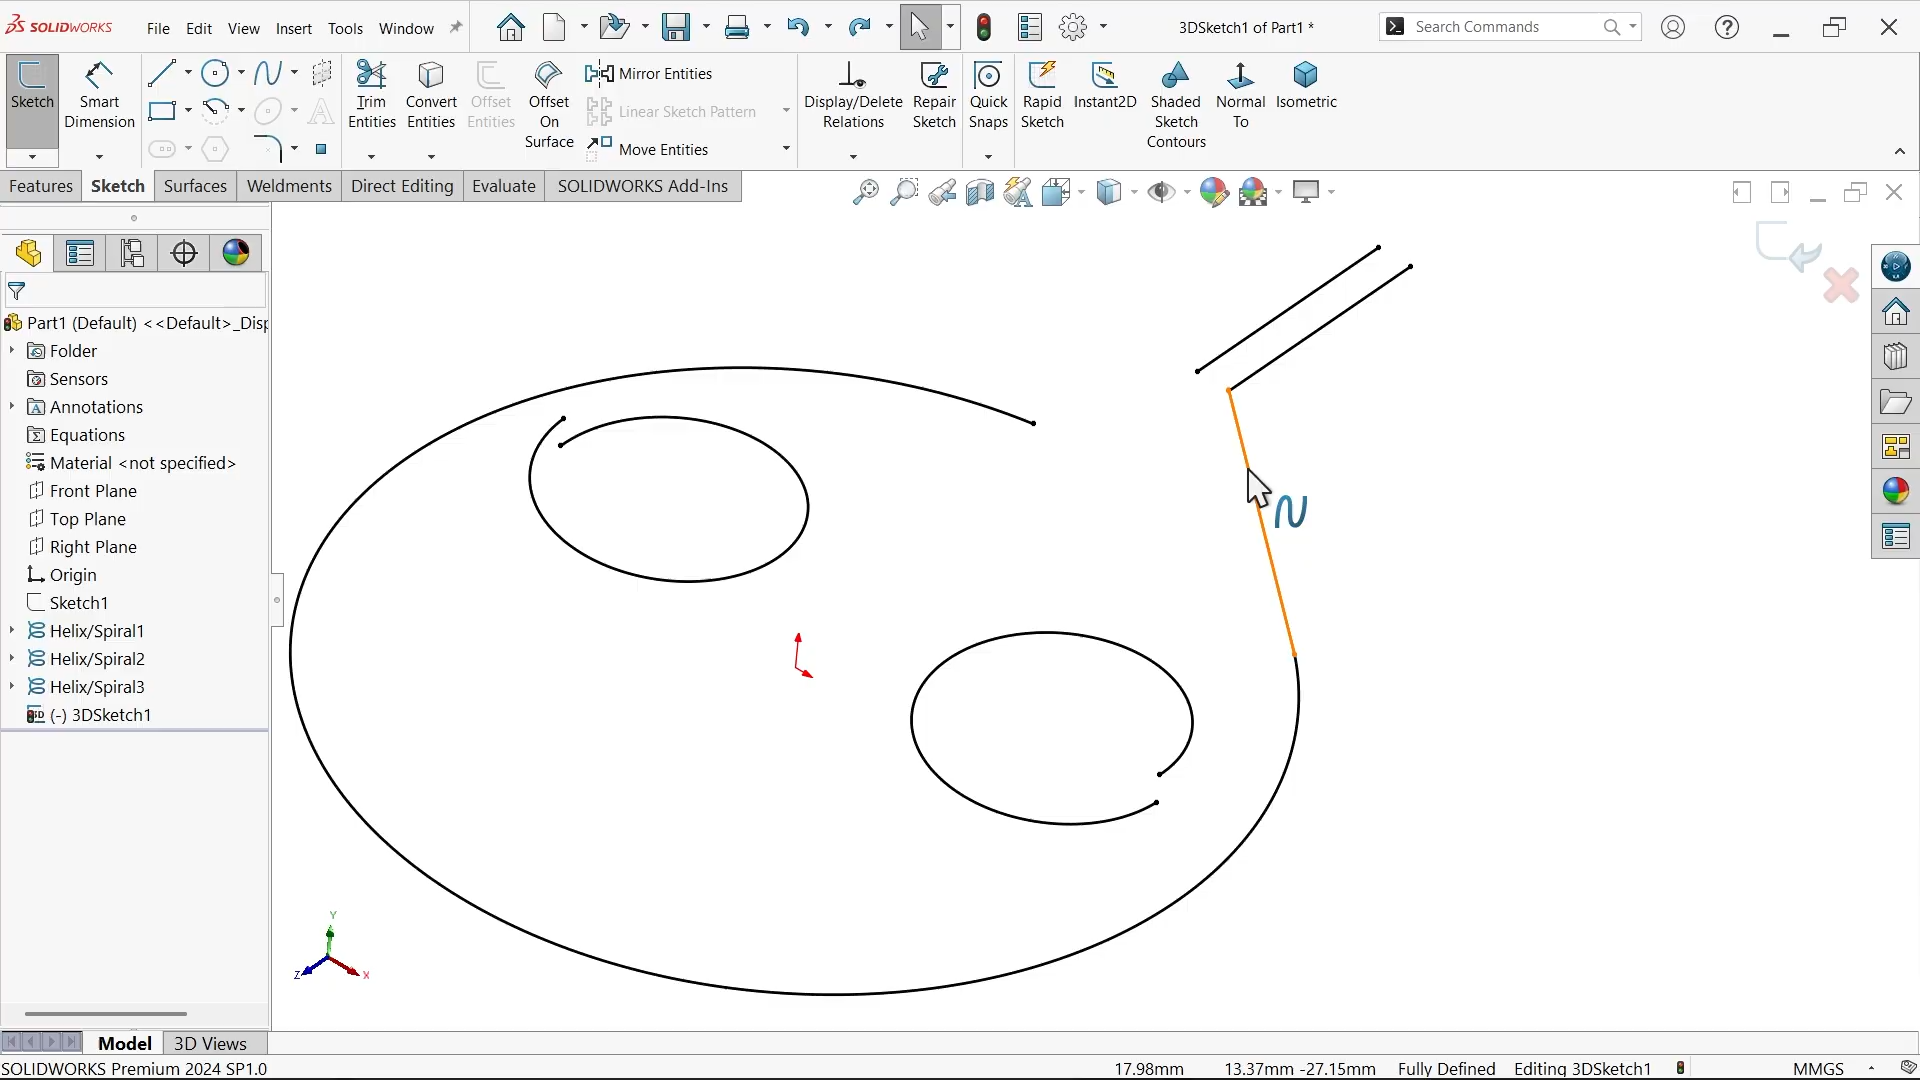 SOLIDWORKS
File Edit View Insert Tools Window
3DSketch1 of Part1 *
Search Commands
Sketch
Smart Dimension
Trim Entities
Convert Entities
Offset Entities
Offset On Surface
Mirror Entities
Linear Sketch Pattern
Move Entities
Display/Delete Relations
Repair Sketch
Quick Snaps
Rapid Sketch
Instant2D
Shaded Sketch Contours
Normal To
Isometric
Features Sketch Surfaces Weldments Direct Editing Evaluate SOLIDWORKS Add-Ins
Part1 (Default) <<Default>_Disp
Folder
Sensors
Annotations
Equations
Material <not specified>
Front Plane
Top Plane
Right Plane
Origin
Sketch1
Helix/Spiral1
Helix/Spiral2
Helix/Spiral3
(-) 3DSketch1
Y
Z
X
Model 3D Views
SOLIDWORKS Premium 2024 SP1.0
17.98mm 13.37mm -27.15mm Fully Defined Editing 3DSketch1 MMGS